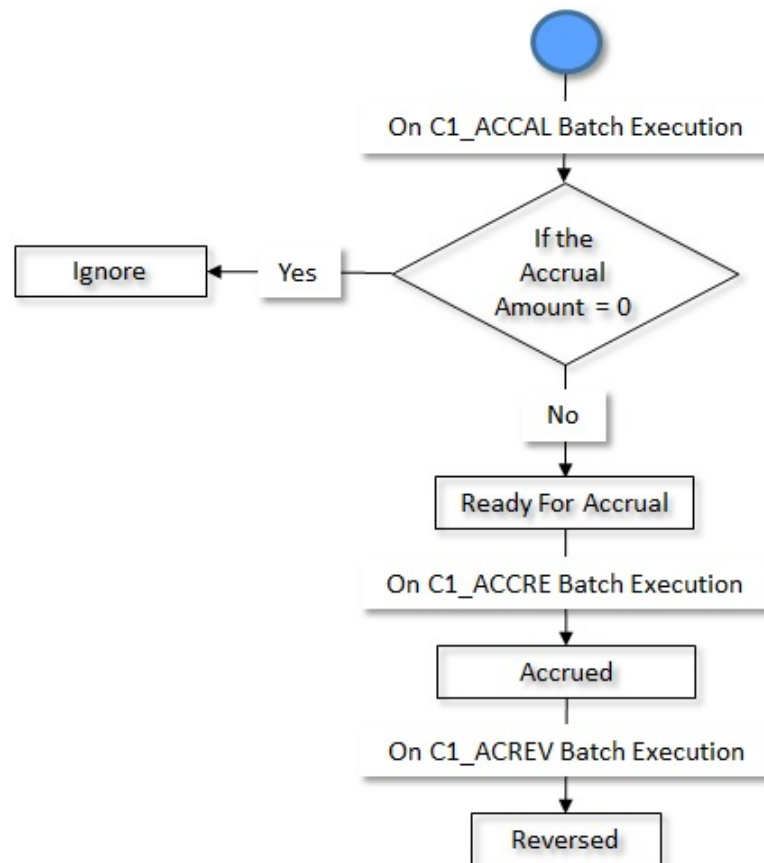 On C1_ACCAL Batch Execution
If the
Accrual
Amount = 0
Yes
Ignore
No
Ready For Accrual
On C1_ACCRE Batch Execution
Accrued
On C1_ACREV Batch Execution
Reversed